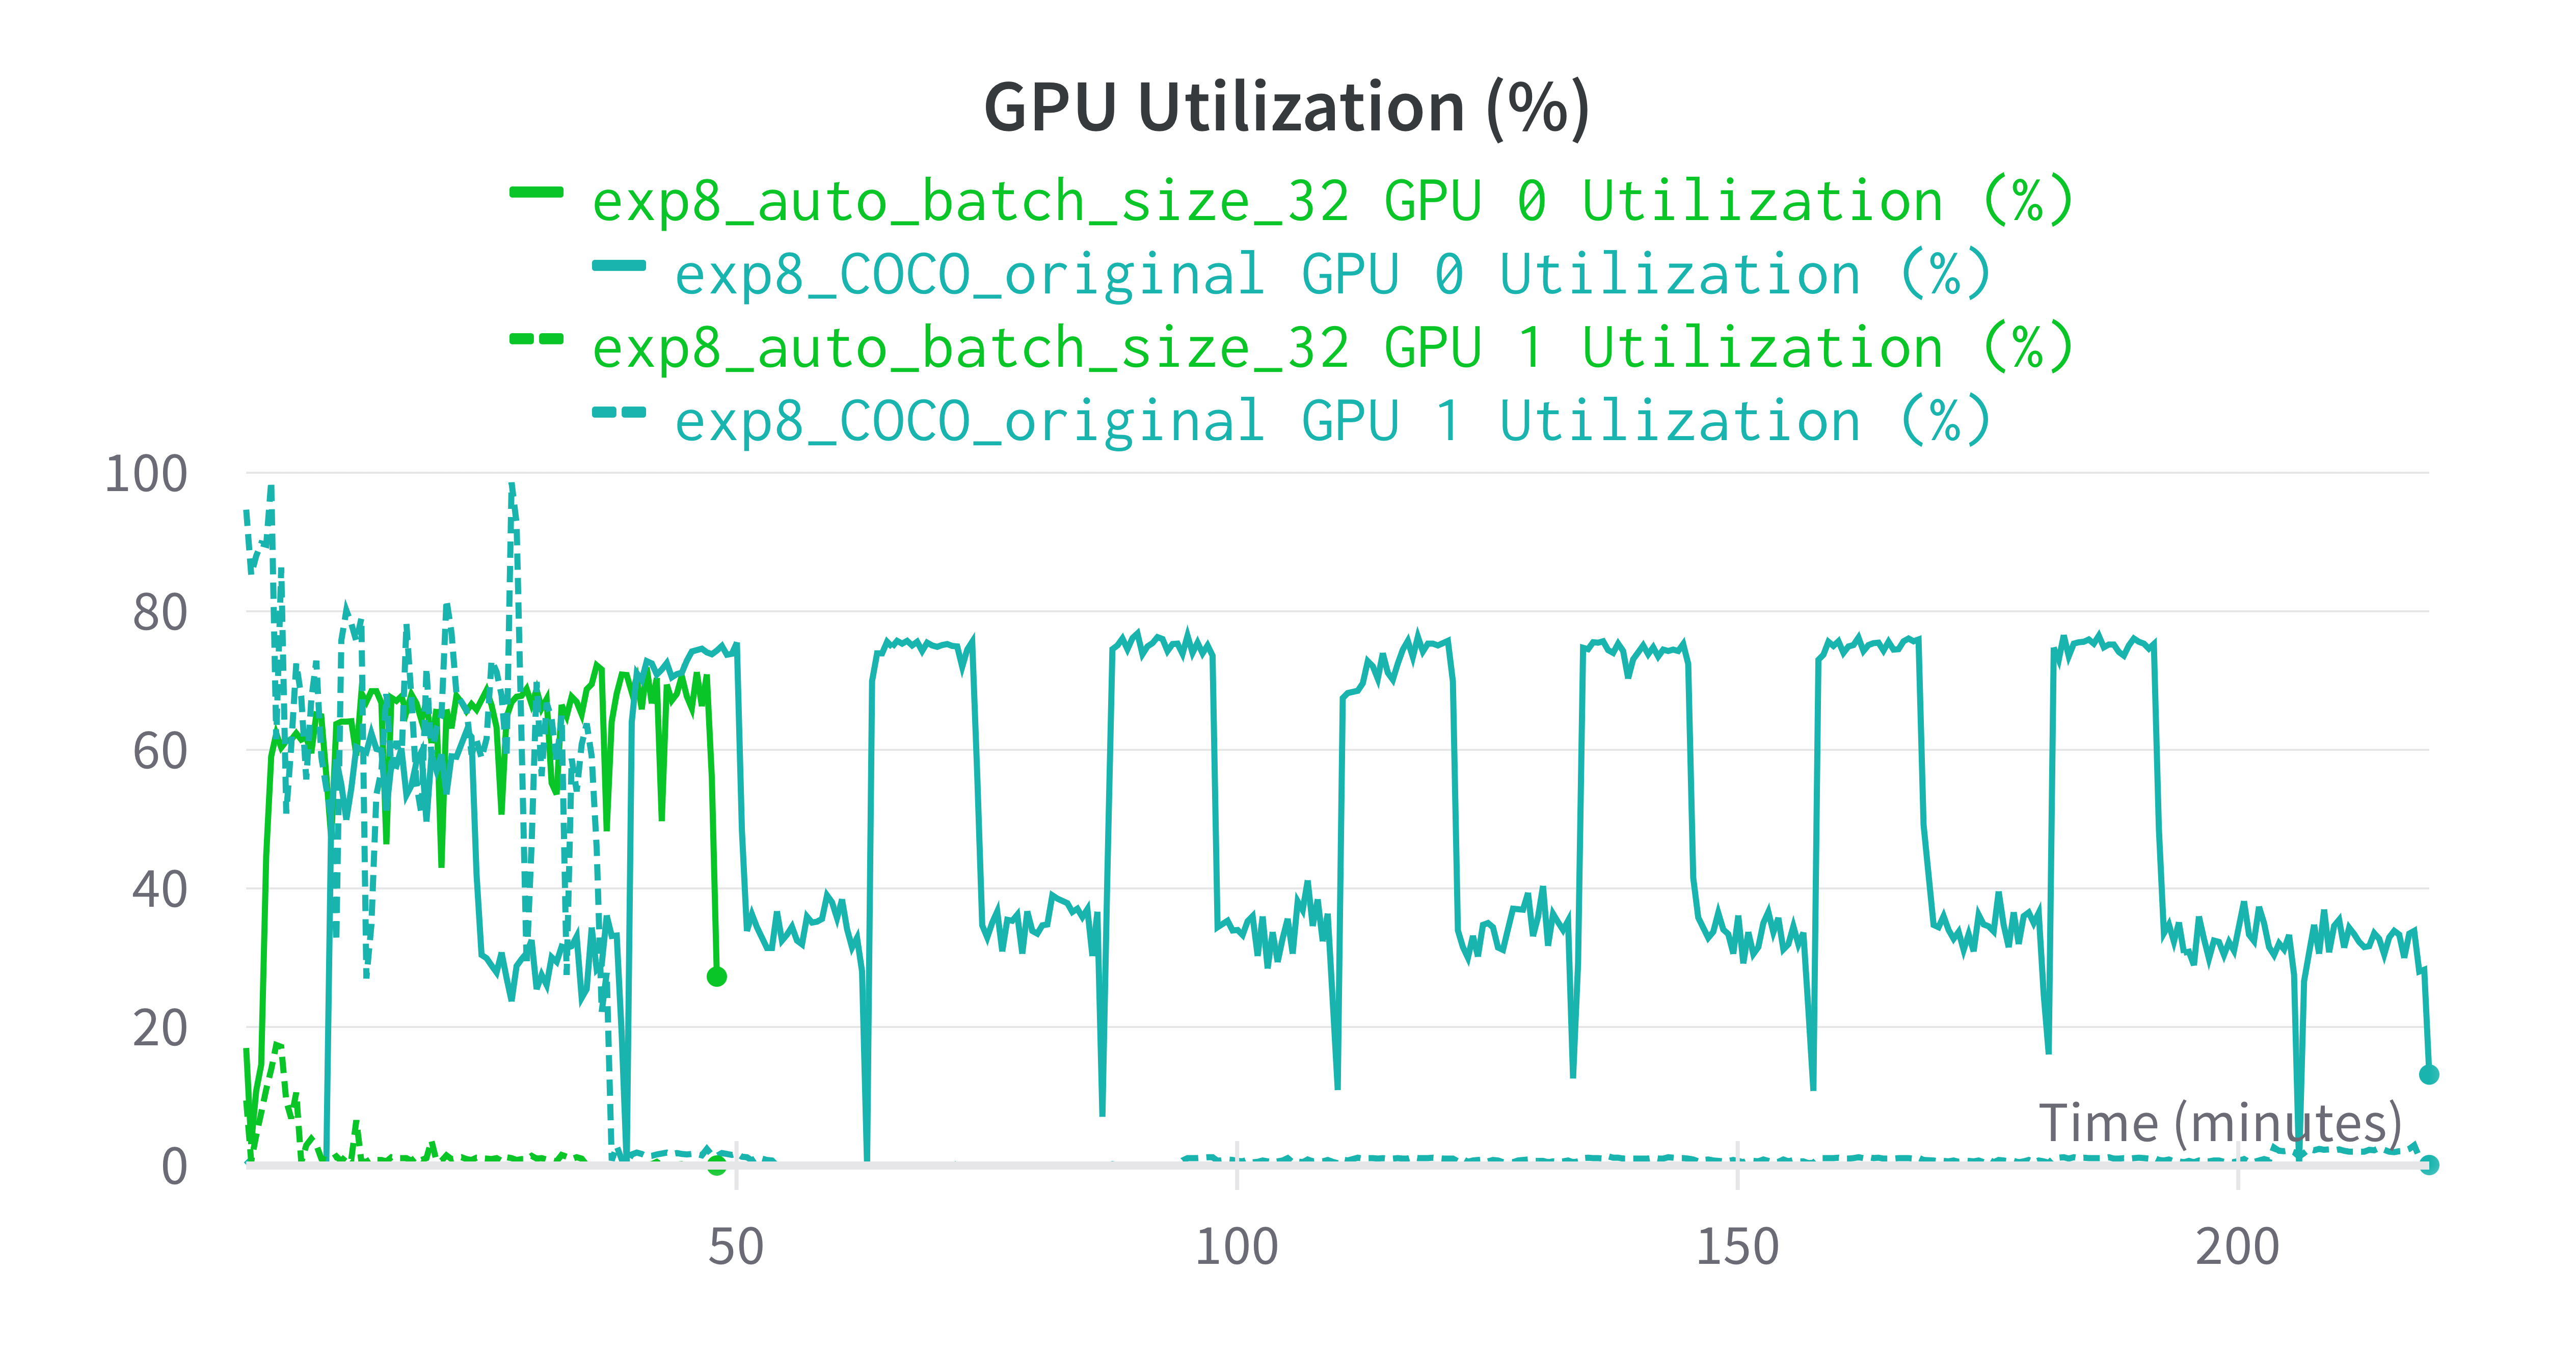 GPU Utilization (%)
exp8_auto_batch_size_32 GPU 0 Utilization (%)
exp8_COCO_original GPU 0 Utilization (%)
exp8_auto_batch_size_32 GPU 1 Utilization (%)
exp8_COCO_original GPU 1 Utilization (%)
100
80
60
40
20
0
Time (minutes)
50 100 150 200